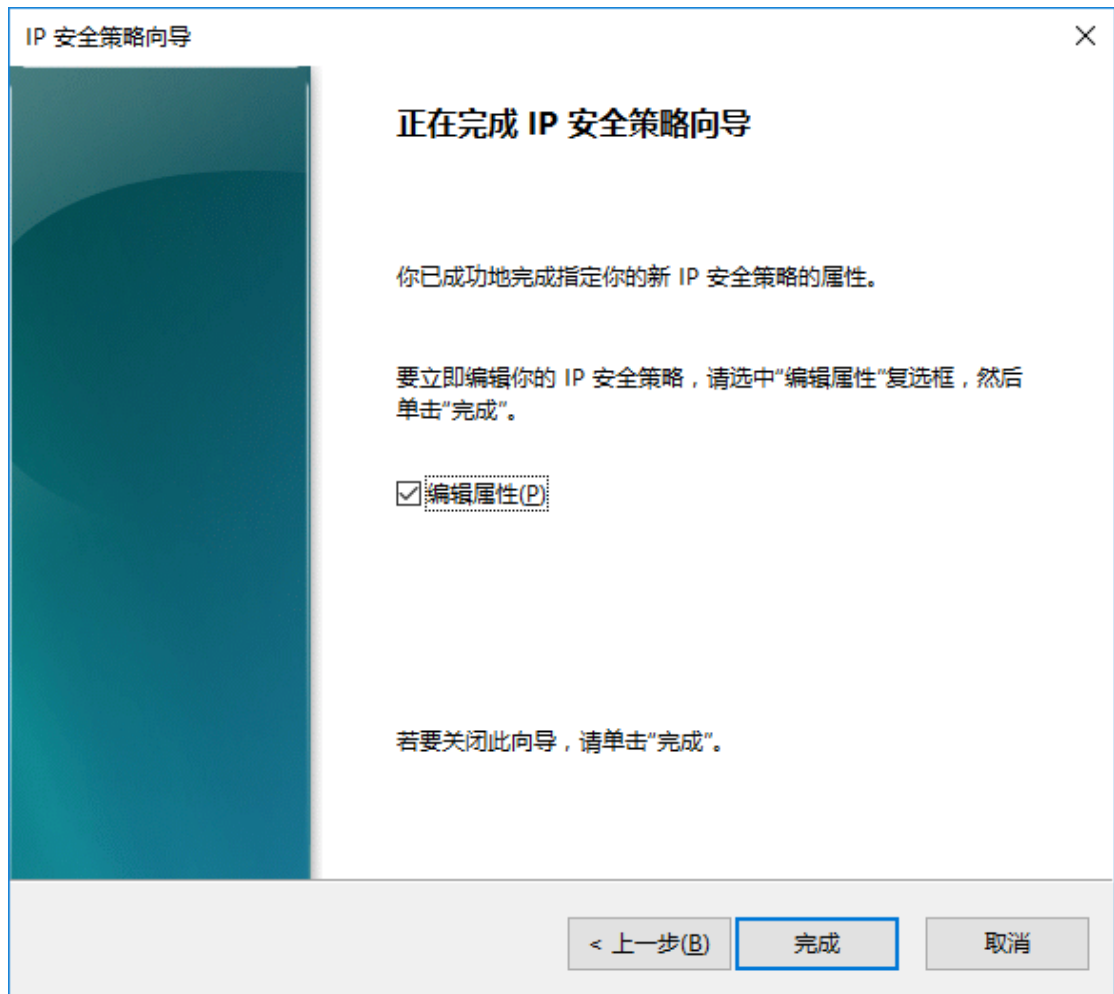 IP 安全策略向导
正在完成 IP 安全策略向导
你已成功地完成指定你的新 IP 安全策略的属性。
要立即编辑你的 IP 安全策略，请选中“编辑属性”复选框，然后
单击“完成”。
编辑属性(P)
若要关闭此向导，请单击“完成”。
< 上一步(B)
完成
取消